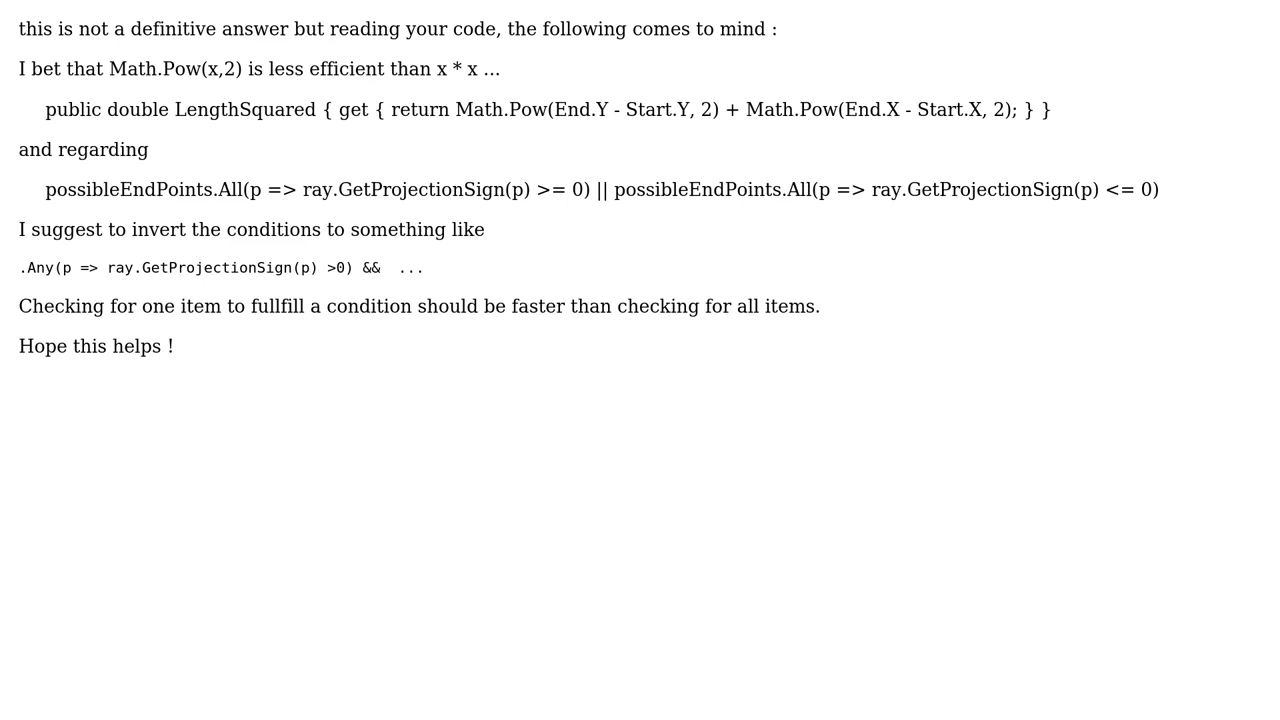 this is not a definitive answer but reading your code, the following comes to mind :
I bet that Math.Pow(x,2) is less efficient than x * x ...
public double LengthSquared { get { return Math.Pow(End.Y - Start.Y, 2) + Math.Pow(End.X - Start.X, 2); } }
and regarding
possibleEndPoints.All(p => ray.GetProjectionSign(p) >= 0) || possibleEndPoints.All(p => ray.GetProjectionSign(p) <= 0)
I suggest to invert the conditions to something like
.Any(p => ray.GetProjectionSign(p) >0) &&  ...
Checking for one item to fullfill a condition should be faster than checking for all items.
Hope this helps !